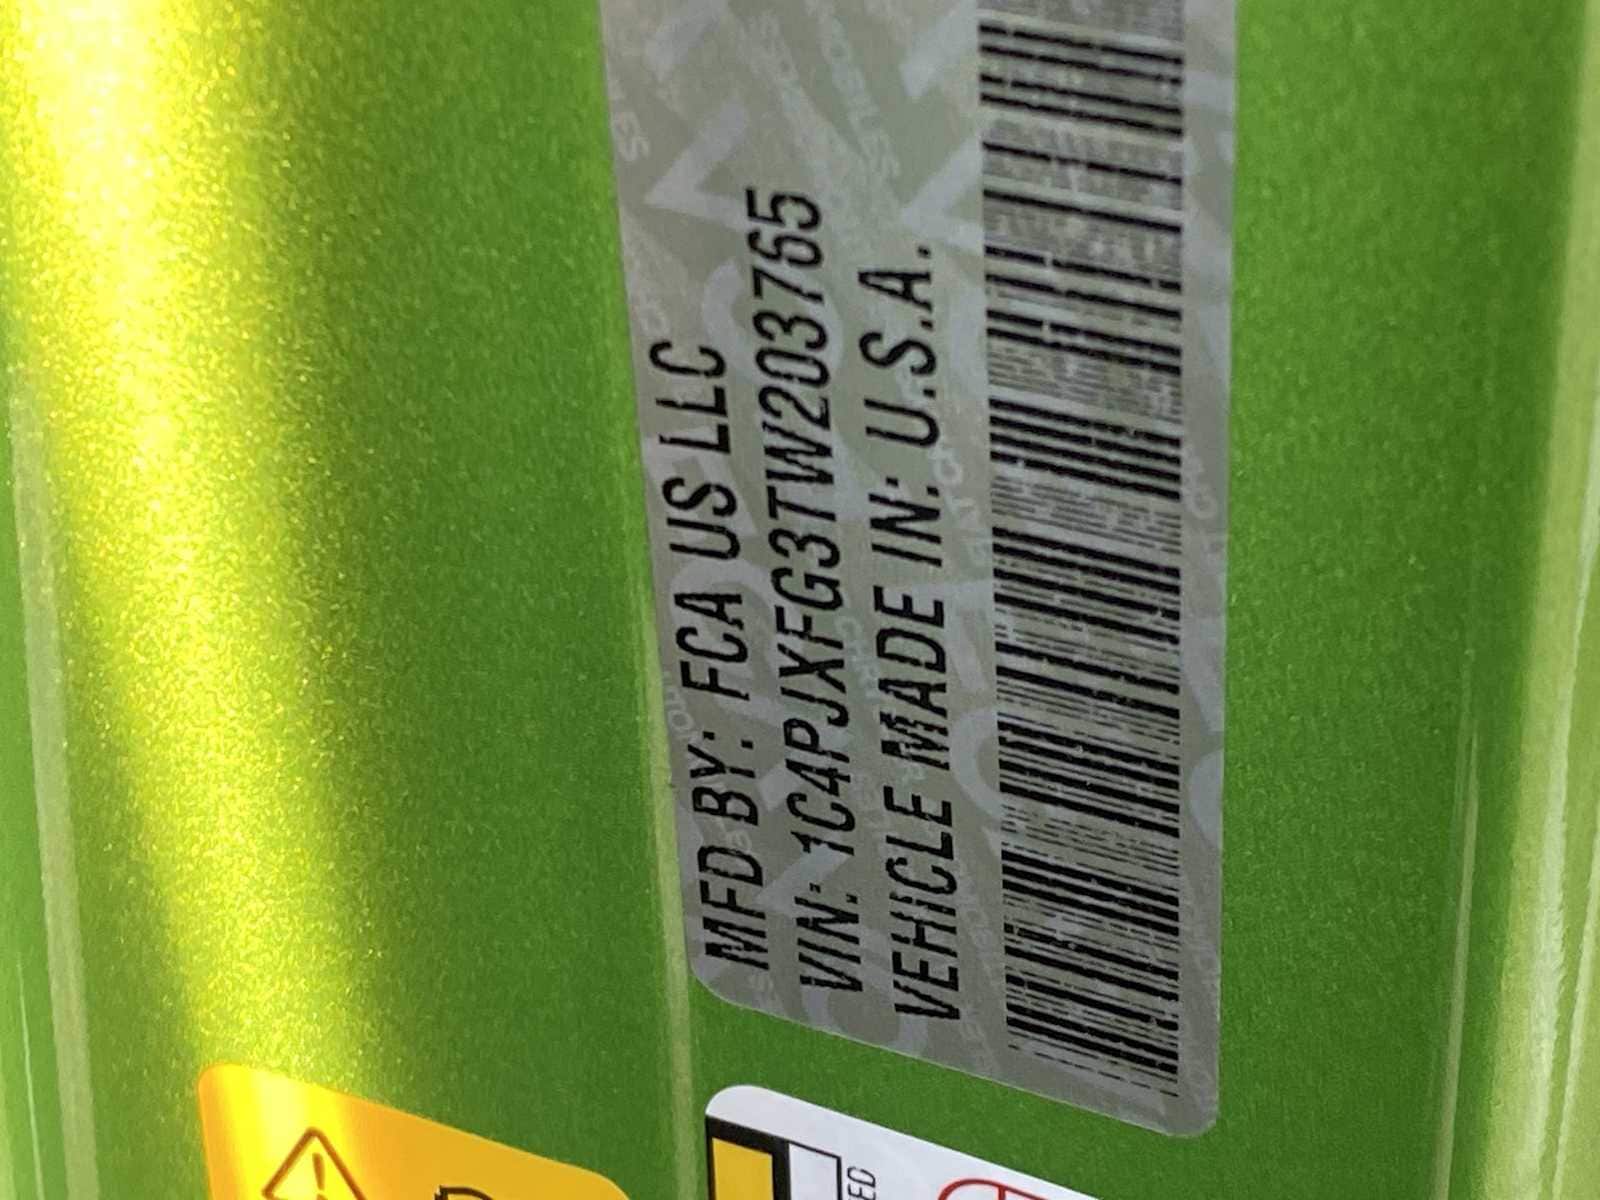 MFD BY: FCA US LLC
VIN: 1C4PJXFG3TW203765
VEHICLE MADE IN: U.S.A.